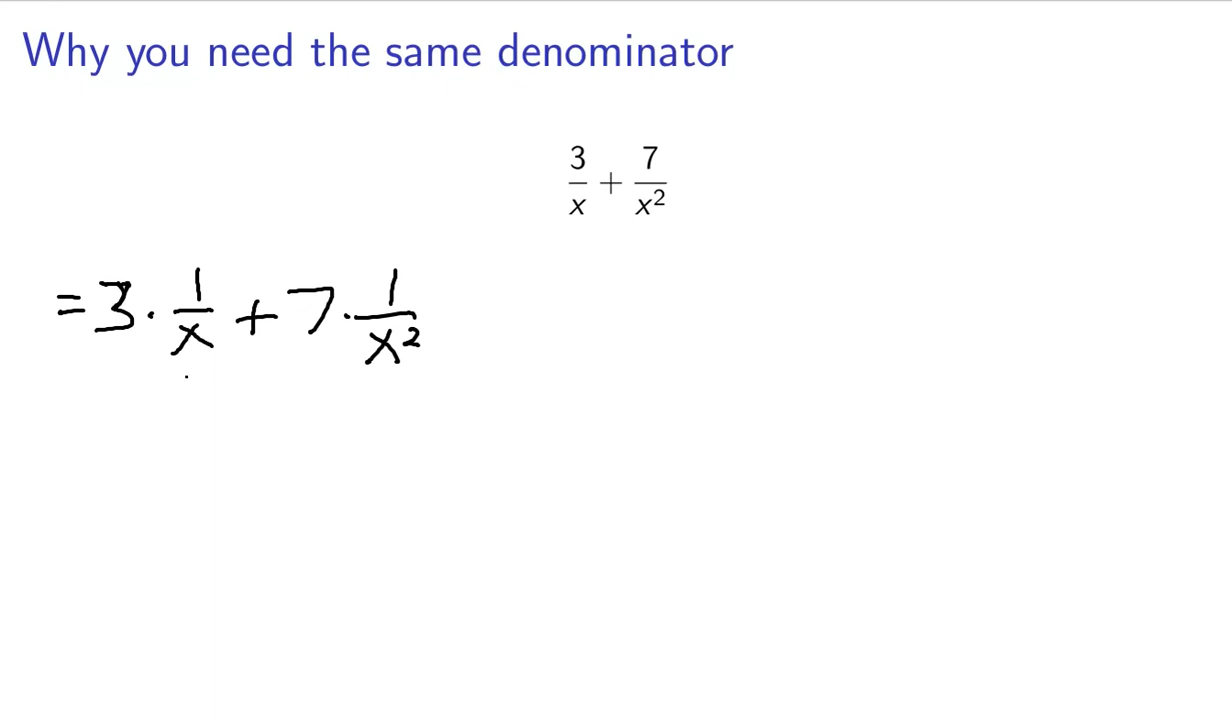 Why you need the same denominator
3/x + 7/x²
= 3 · 1/x + 7 · 1/x²